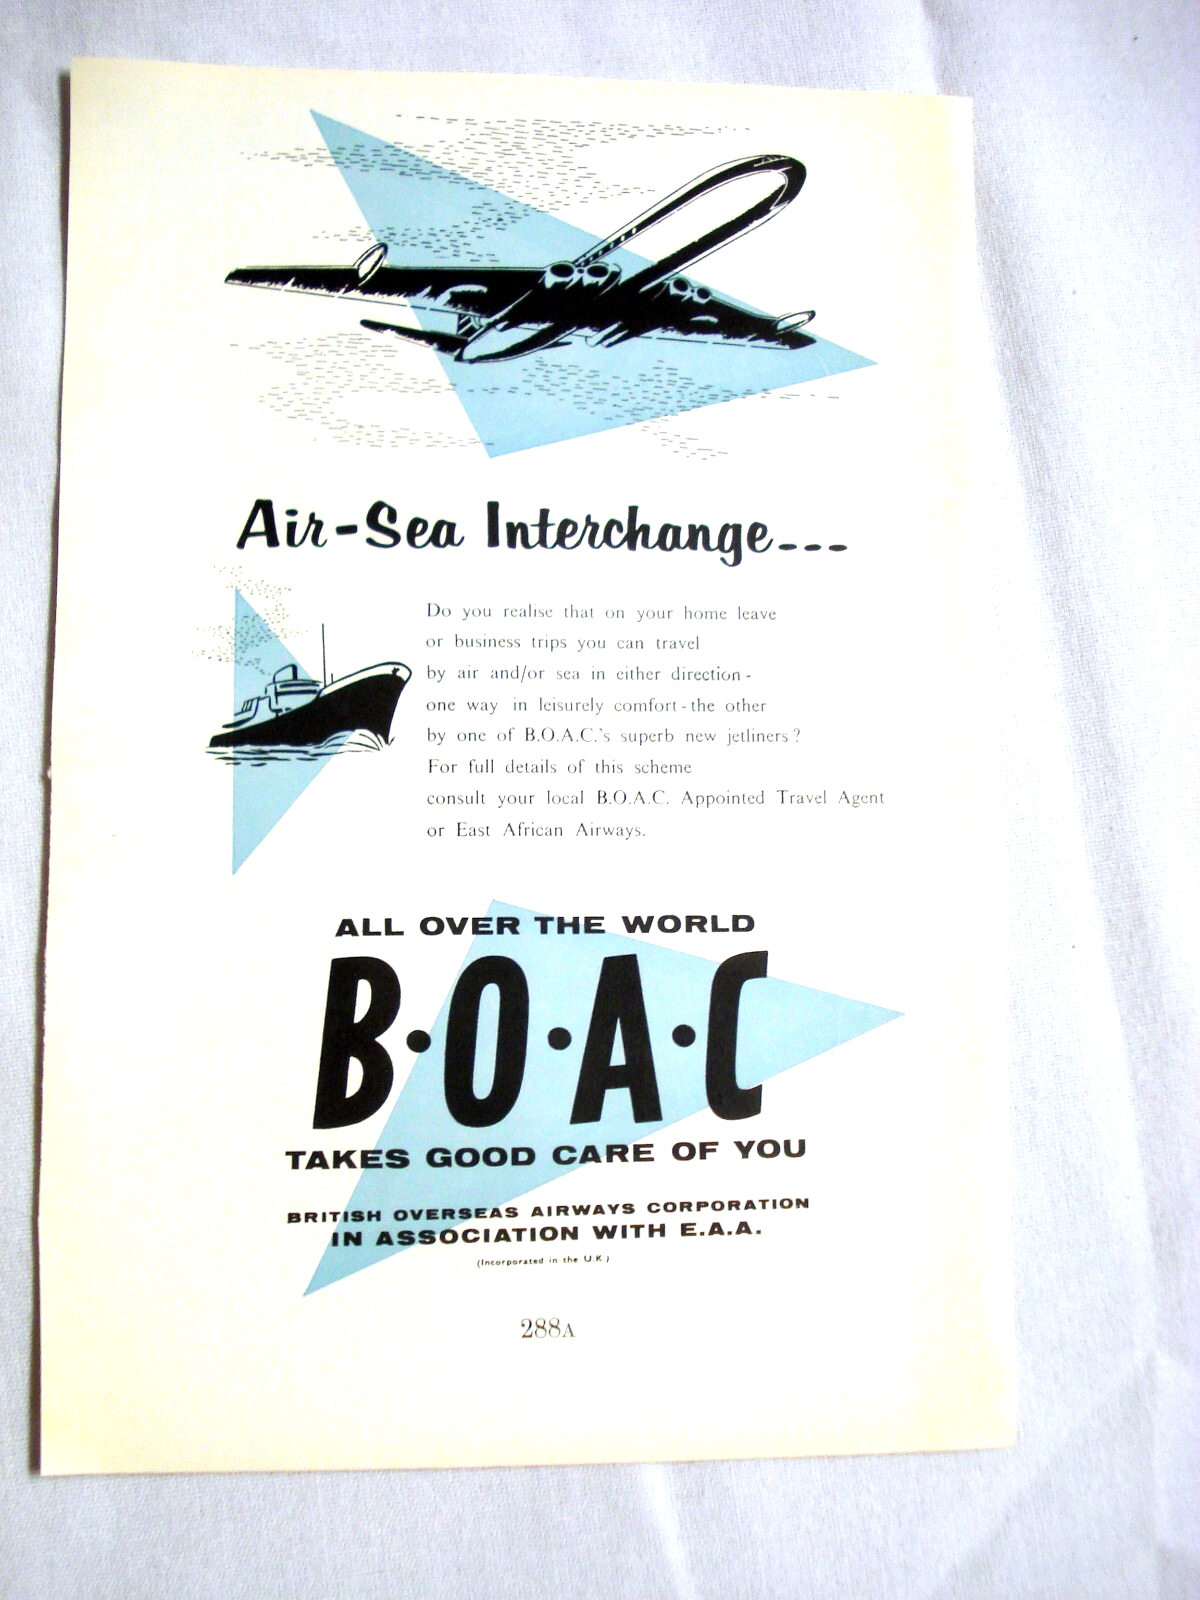 Air-Sea Interchange---
Do you realise that on your home leave
or business trips you can travel
by air and/or sea in either direction -
one way in leisurely comfort - the other
by one of B.O.A.C.'s superb new jetliners?
For full details of this scheme
consult your local B.O.A.C. Appointed Travel Agent
or East African Airways.
ALL OVER THE WORLD
B·O·A·C
TAKES GOOD CARE OF YOU
BRITISH OVERSEAS AIRWAYS CORPORATION
IN ASSOCIATION WITH E.A.A.
(Incorporated in the U.K.)
288A